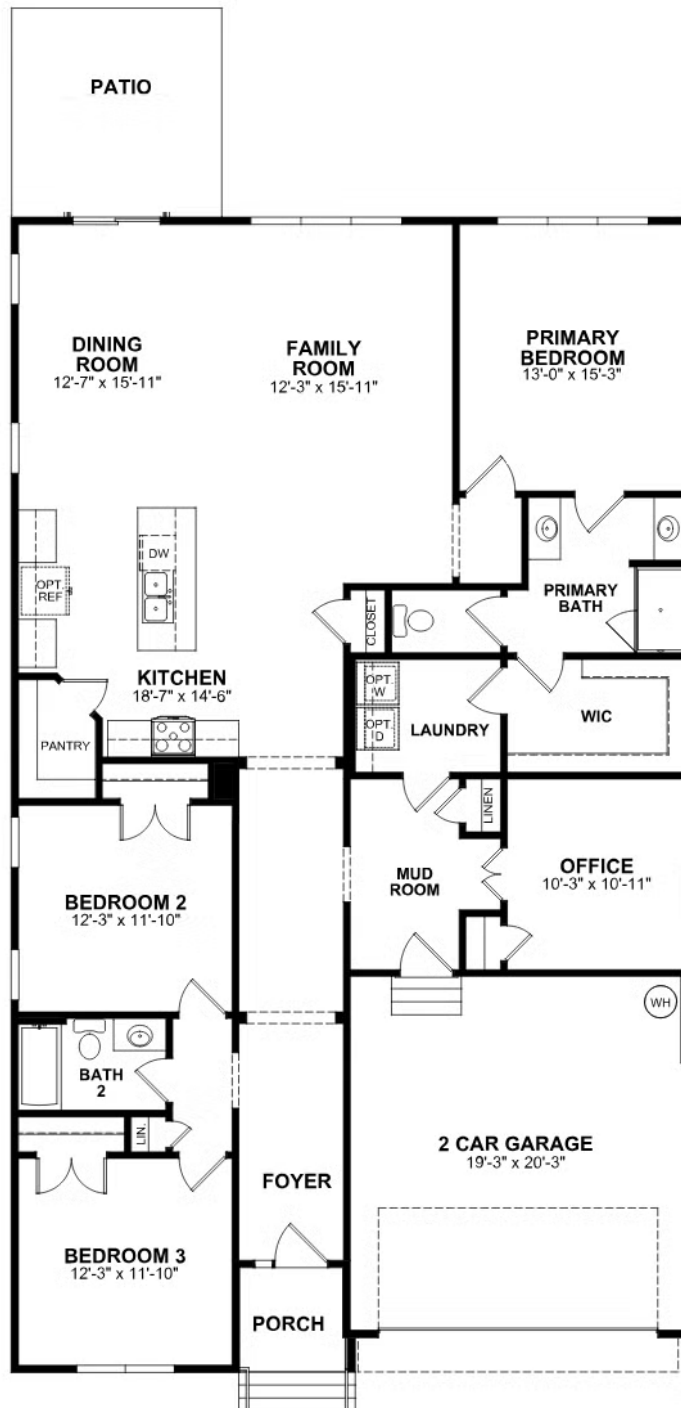 PATIO
DINING
ROOM
12'-7" x 15'-11"
FAMILY
ROOM
12'-3" x 15'-11"
PRIMARY
BEDROOM
13'-0" x 15'-3"
DW
OPT.
REF
PRIMARY
BATH
CLOSET
KITCHEN
18'-7" x 14'-6"
OPT.
W
OPT.
D
LAUNDRY
WIC
PANTRY
LINEN
MUD
ROOM
OFFICE
10'-3" x 10'-11"
BEDROOM 2
12'-3" x 11'-10"
WH
BATH
2
LIN.
2 CAR GARAGE
19'-3" x 20'-3"
FOYER
BEDROOM 3
12'-3" x 11'-10"
PORCH